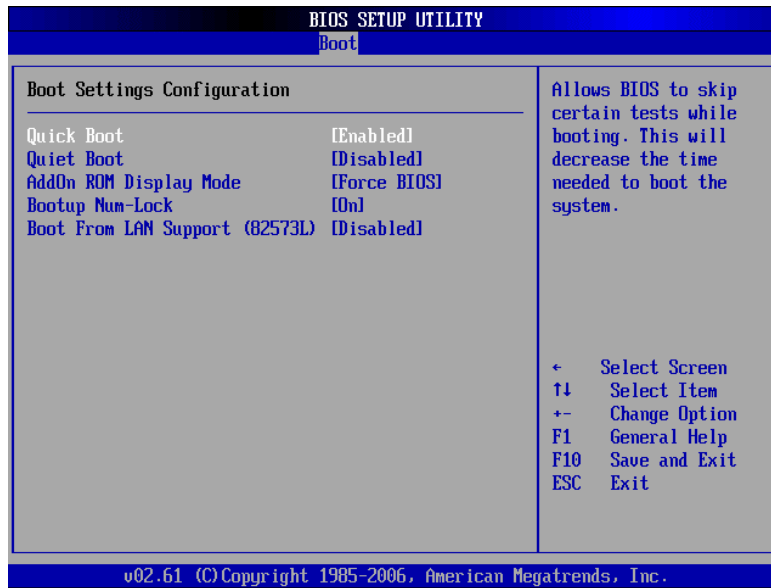 BIOS SETUP UTILITY
Boot
Boot Settings Configuration
Quick Boot [Enabled]
Quiet Boot [Disabled]
AddOn ROM Display Mode [Force BIOS]
Bootup Num-Lock [On]
Boot From LAN Support (82573L) [Disabled]
Allows BIOS to skip
certain tests while
booting. This will
decrease the time
needed to boot the
system.
← Select Screen
↑↓ Select Item
+- Change Option
F1 General Help
F10 Save and Exit
ESC Exit
v02.61 (C)Copyright 1985-2006, American Megatrends, Inc.